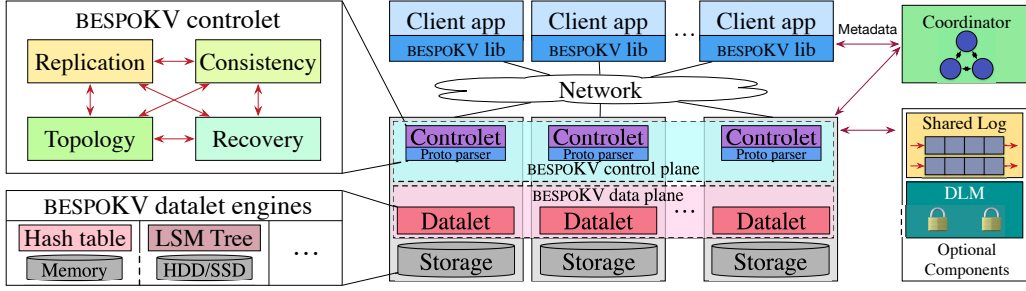 BESPOKV controlet
Replication
Consistency
Topology
Recovery
BESPOKV datalet engines
Hash table
LSM Tree
...
Memory
HDD/SSD
Client app
Client app
...
Client app
BESPOKV lib
BESPOKV lib
BESPOKV lib
Network
Controlet
Controlet
Controlet
Proto parser
Proto parser
Proto parser
BESPOKV control plane
BESPOKV data plane
...
Datalet
Datalet
Datalet
Storage
Storage
Storage
Metadata
Coordinator
Shared Log
DLM
Optional
Components